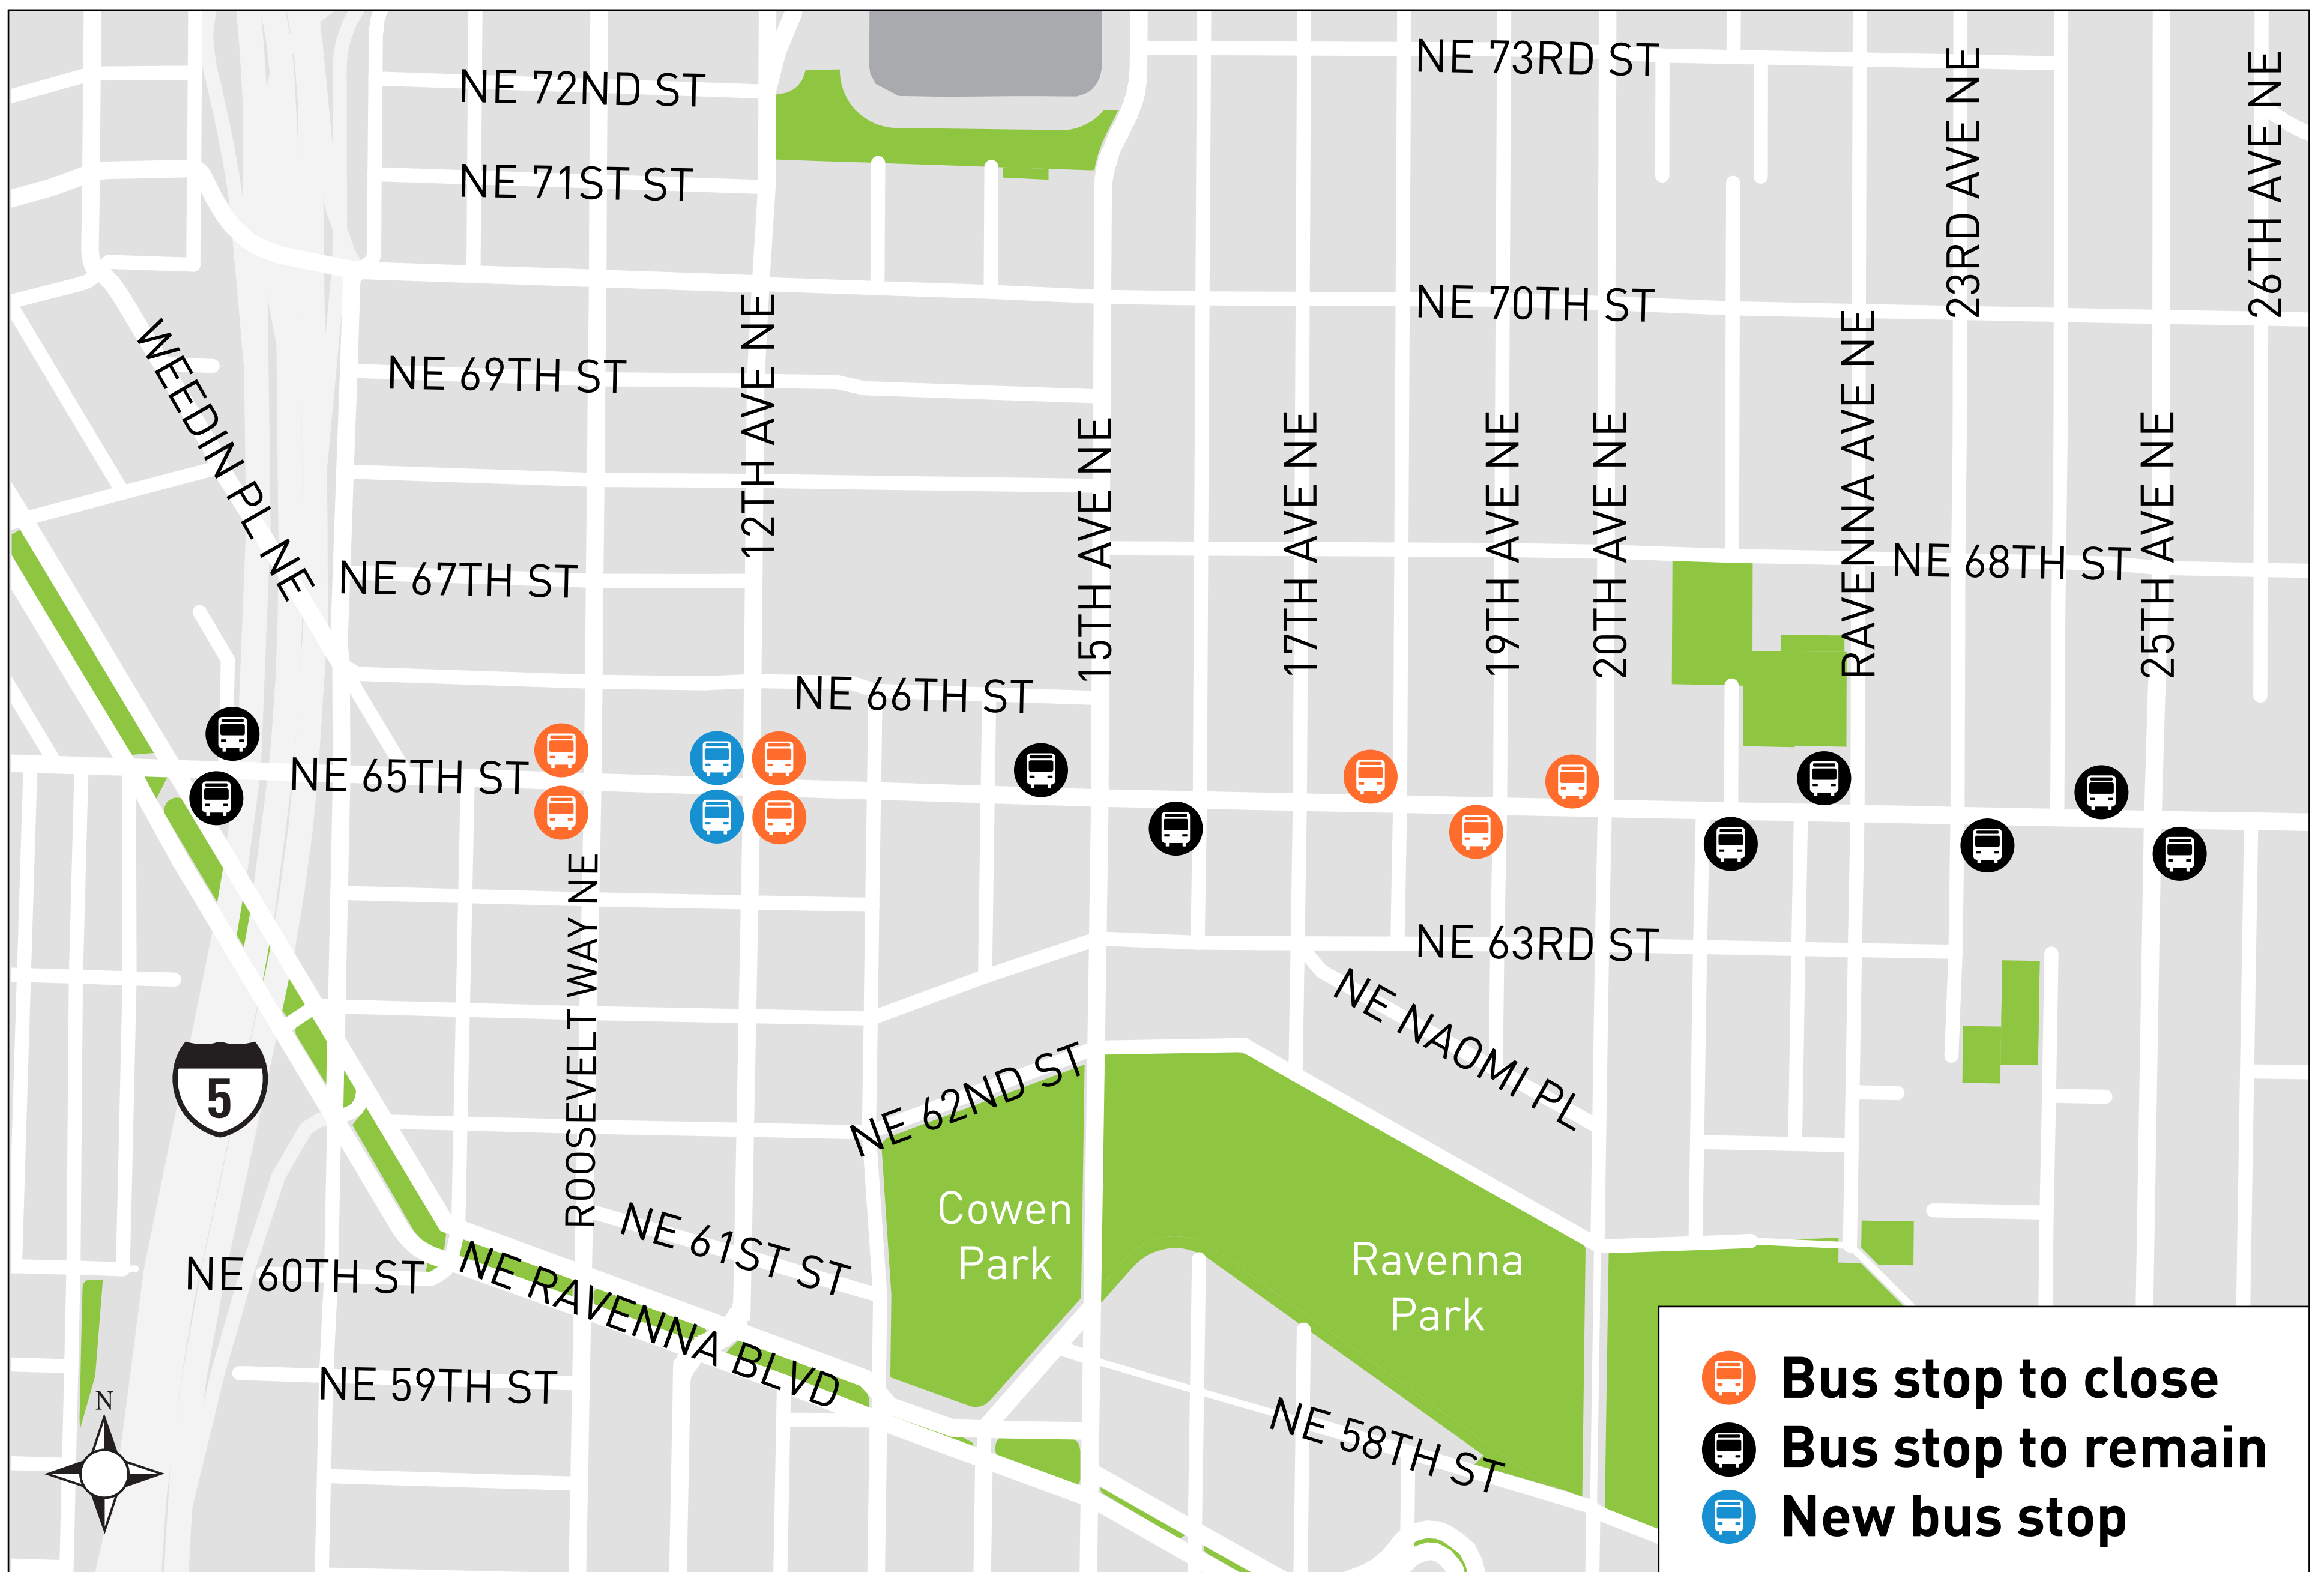 NE 73RD ST
NE 72ND ST
23RD AVE NE
26TH AVE NE
NE 71ST ST
NE 70TH ST
WEEDIN PL NE
NE 69TH ST
12TH AVE NE
RAVENNA AVE NE
15TH AVE NE
17TH AVE NE
19TH AVE NE
20TH AVE NE
25TH AVE NE
NE 68TH ST
NE 67TH ST
NE 66TH ST
NE 65TH ST
ROOSEVELT WAY NE
NE 63RD ST
NE NAOMI PL
5
NE 62ND ST
Cowen
Park
Ravenna
Park
NE 61ST ST
NE 60TH ST
NE RAVENNA BLVD
NE 59TH ST
NE 58TH ST
N
Bus stop to close
Bus stop to remain
New bus stop